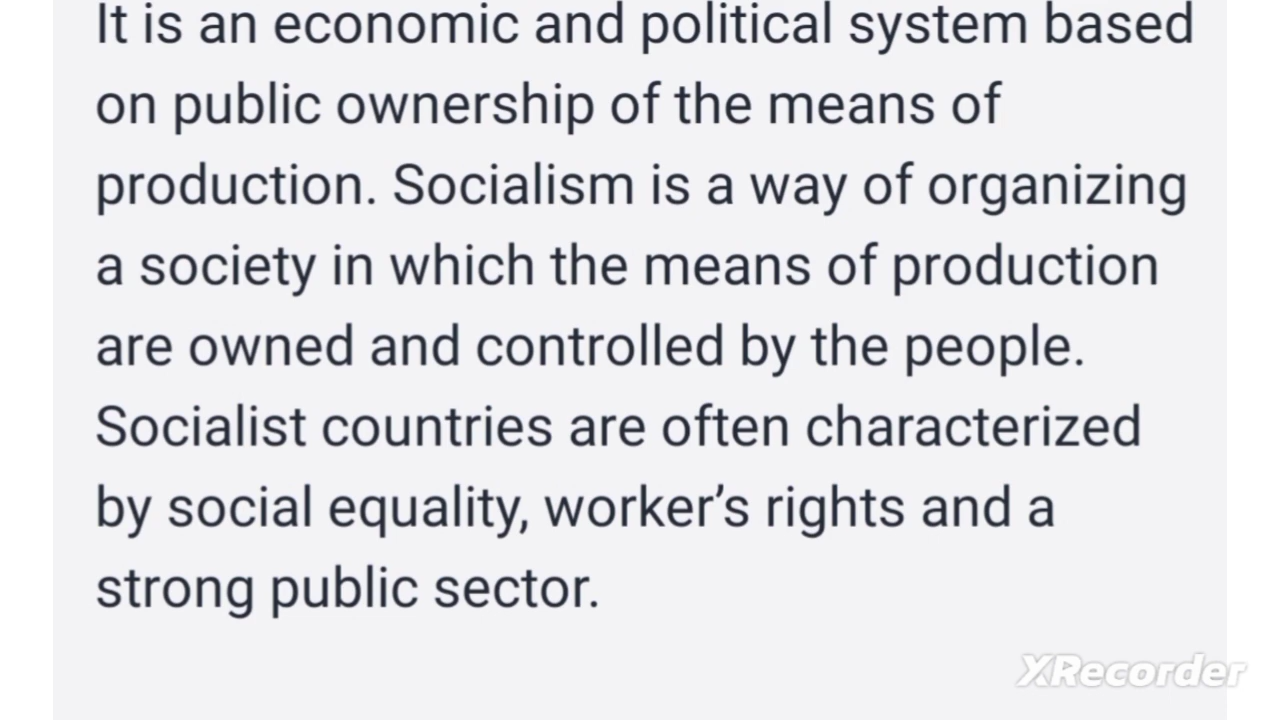 It is an economic and political system based
on public ownership of the means of
production. Socialism is a way of organizing
a society in which the means of production
are owned and controlled by the people.
Socialist countries are often characterized
by social equality, worker’s rights and a
strong public sector.
XRecorder